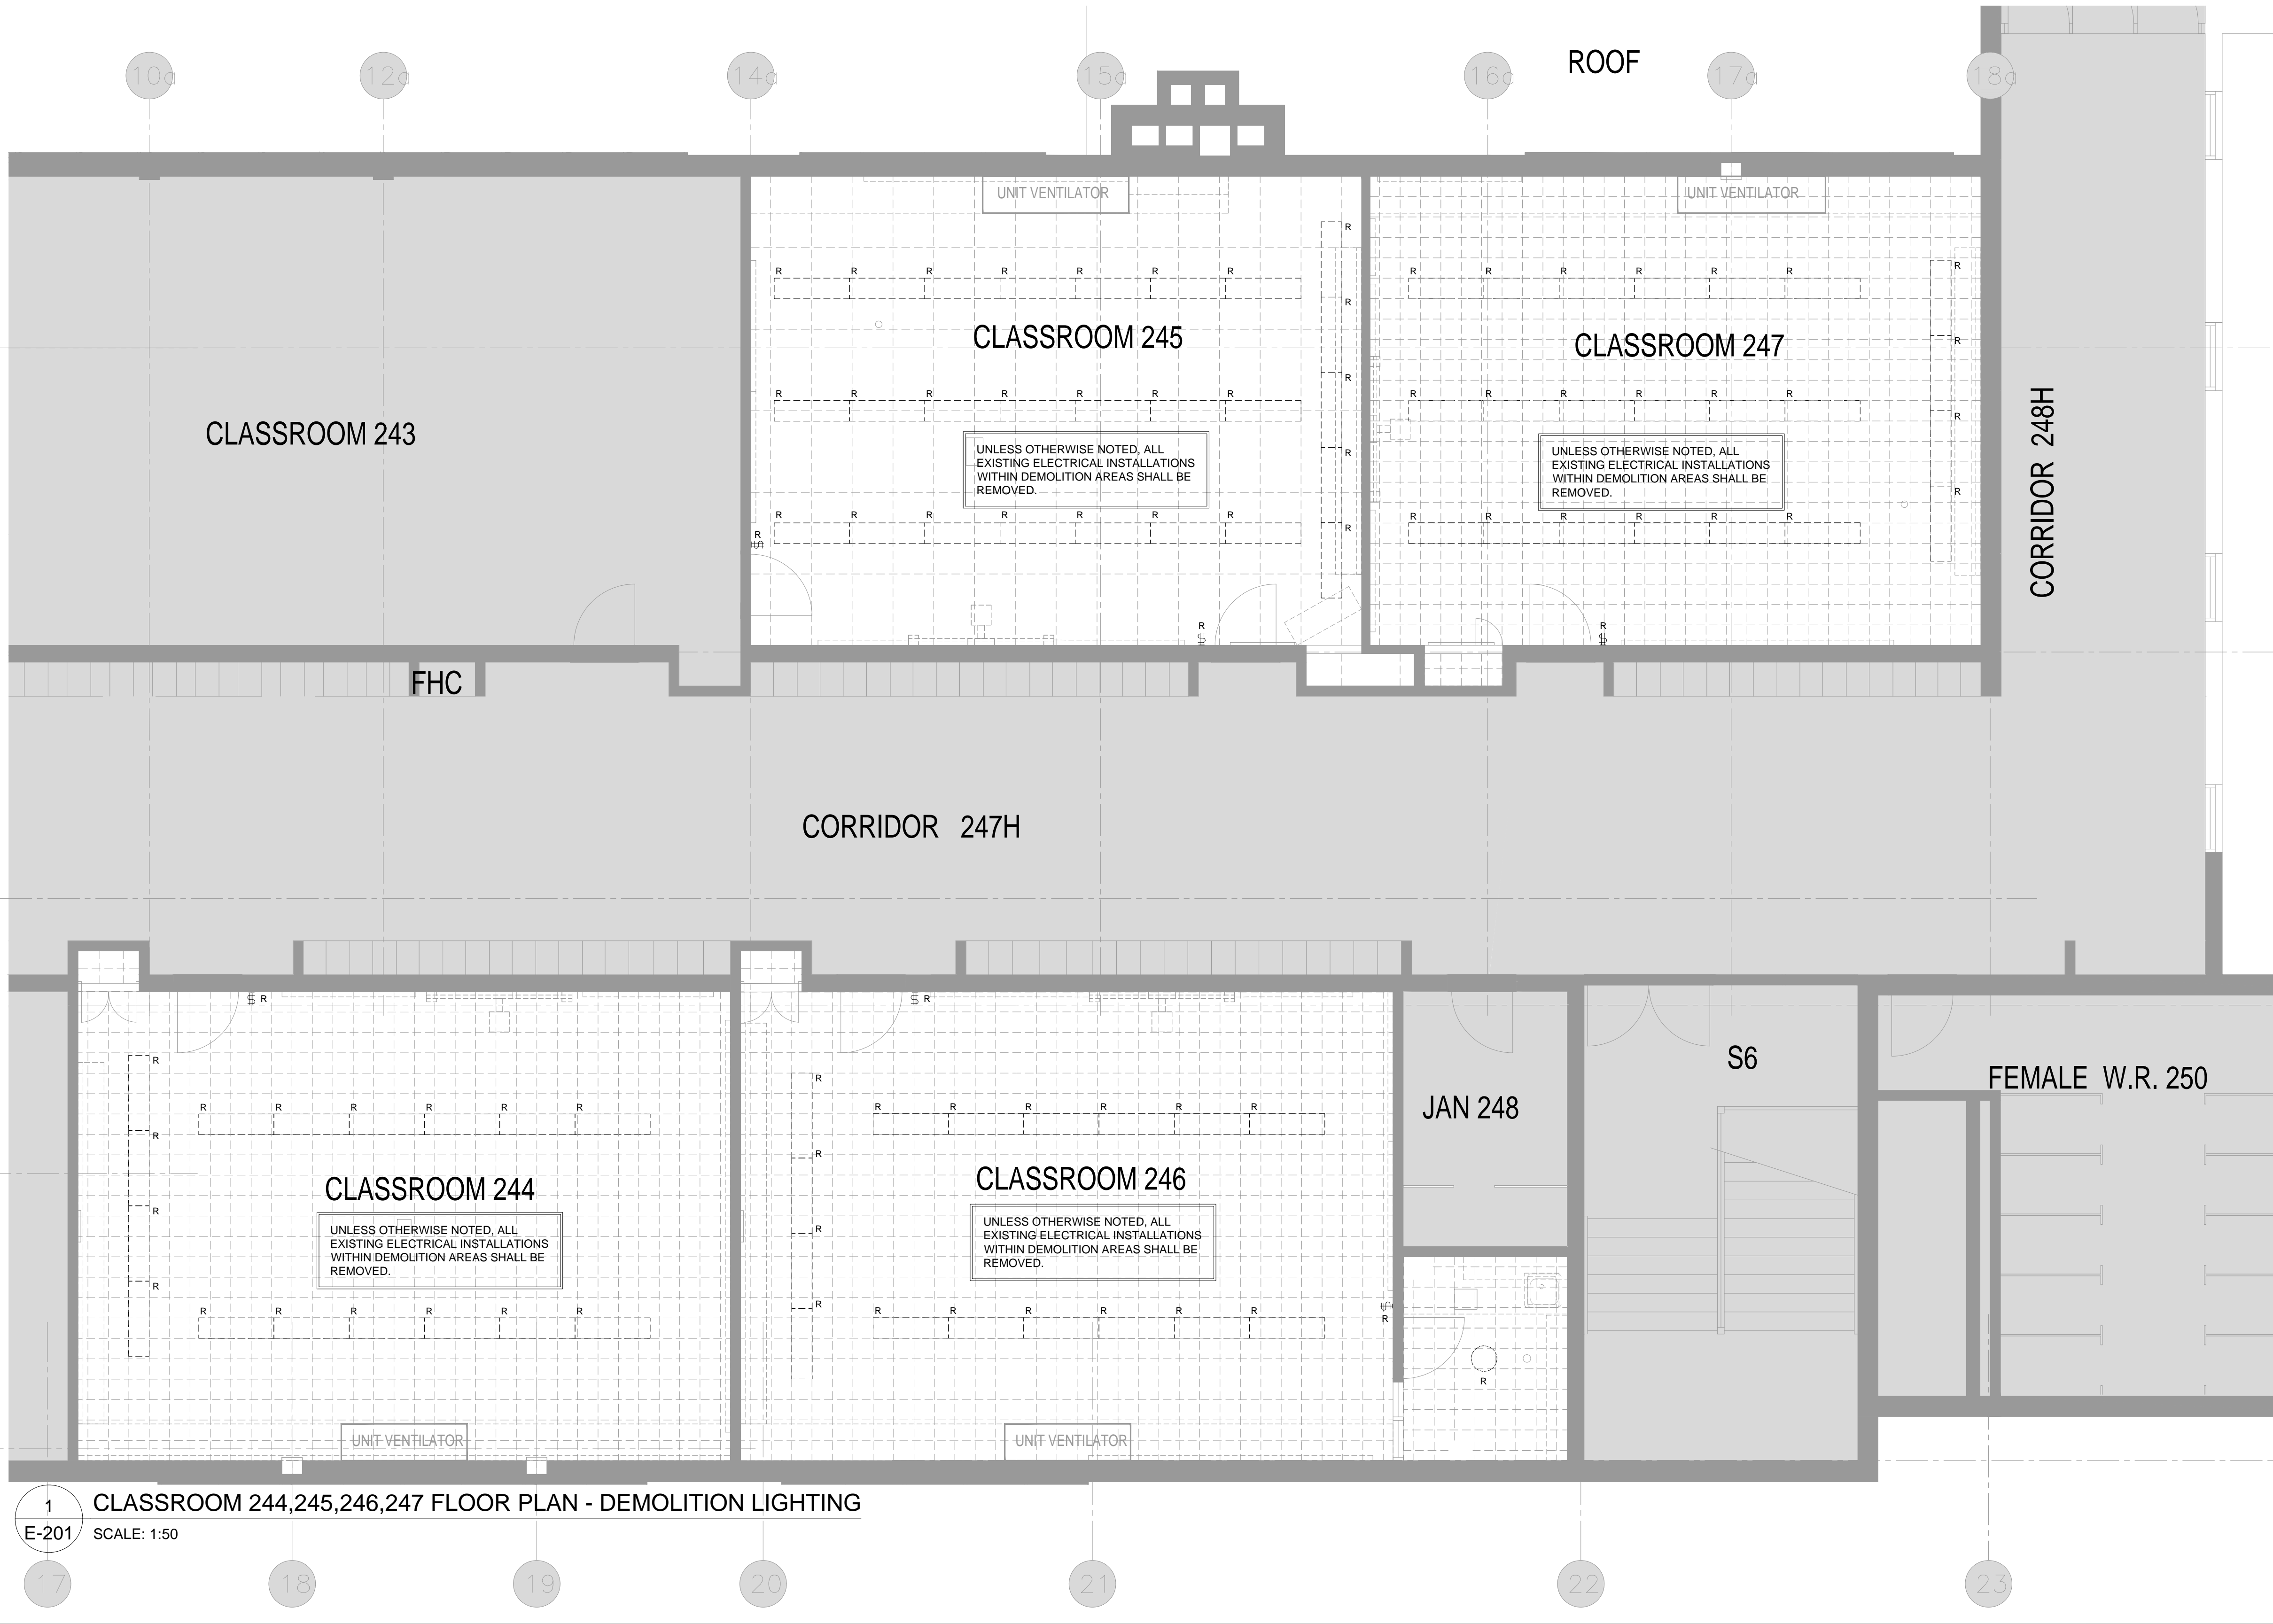 10a 12a 14a 15a 16a 17a 18a
ROOF
UNIT VENTILATOR
UNIT VENTILATOR
R
R R R R R R R
R R R R R R
R
R
R
CLASSROOM 245
CLASSROOM 247
R
R R R R R R R
R R R R R R
R
CLASSROOM 243
CORRIDOR 248H
UNLESS OTHERWISE NOTED, ALL
EXISTING ELECTRICAL INSTALLATIONS
WITHIN DEMOLITION AREAS SHALL BE
REMOVED.
UNLESS OTHERWISE NOTED, ALL
EXISTING ELECTRICAL INSTALLATIONS
WITHIN DEMOLITION AREAS SHALL BE
REMOVED.
R
R
R R R R R R R
R R R R R R
R
R
$
R
$
R
$
FHC
CORRIDOR 247H
$ R
$ R
R
R
R R R R R R
R R R R R R
R
R
S6
JAN 248
FEMALE W.R. 250
CLASSROOM 244
CLASSROOM 246
R
R
UNLESS OTHERWISE NOTED, ALL
EXISTING ELECTRICAL INSTALLATIONS
WITHIN DEMOLITION AREAS SHALL BE
REMOVED.
UNLESS OTHERWISE NOTED, ALL
EXISTING ELECTRICAL INSTALLATIONS
WITHIN DEMOLITION AREAS SHALL BE
REMOVED.
R
R
R R R R R R
R R R R R R
$
R
R
UNIT VENTILATOR
UNIT VENTILATOR
1
E-201
CLASSROOM 244,245,246,247 FLOOR PLAN - DEMOLITION LIGHTING
SCALE: 1:50
17 18 19 20 21 22 23